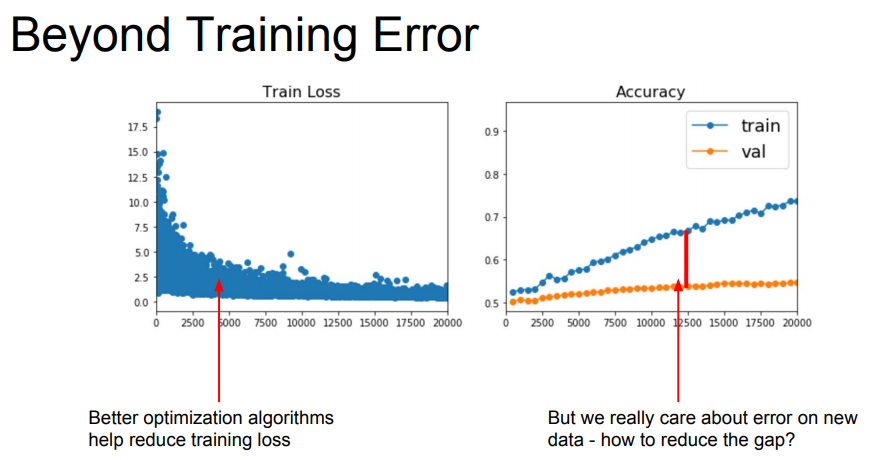 Beyond Training Error
Train Loss
17.5
15.0
12.5
10.0
7.5
5.0
2.5
0.0
0 2500 5000 7500 10000 12500 15000 17500 20000
Accuracy
train
val
0.9
0.8
0.7
0.6
0.5
0 2500 5000 7500 10000 12500 15000 17500 20000
Better optimization algorithms
help reduce training loss
But we really care about error on new
data - how to reduce the gap?